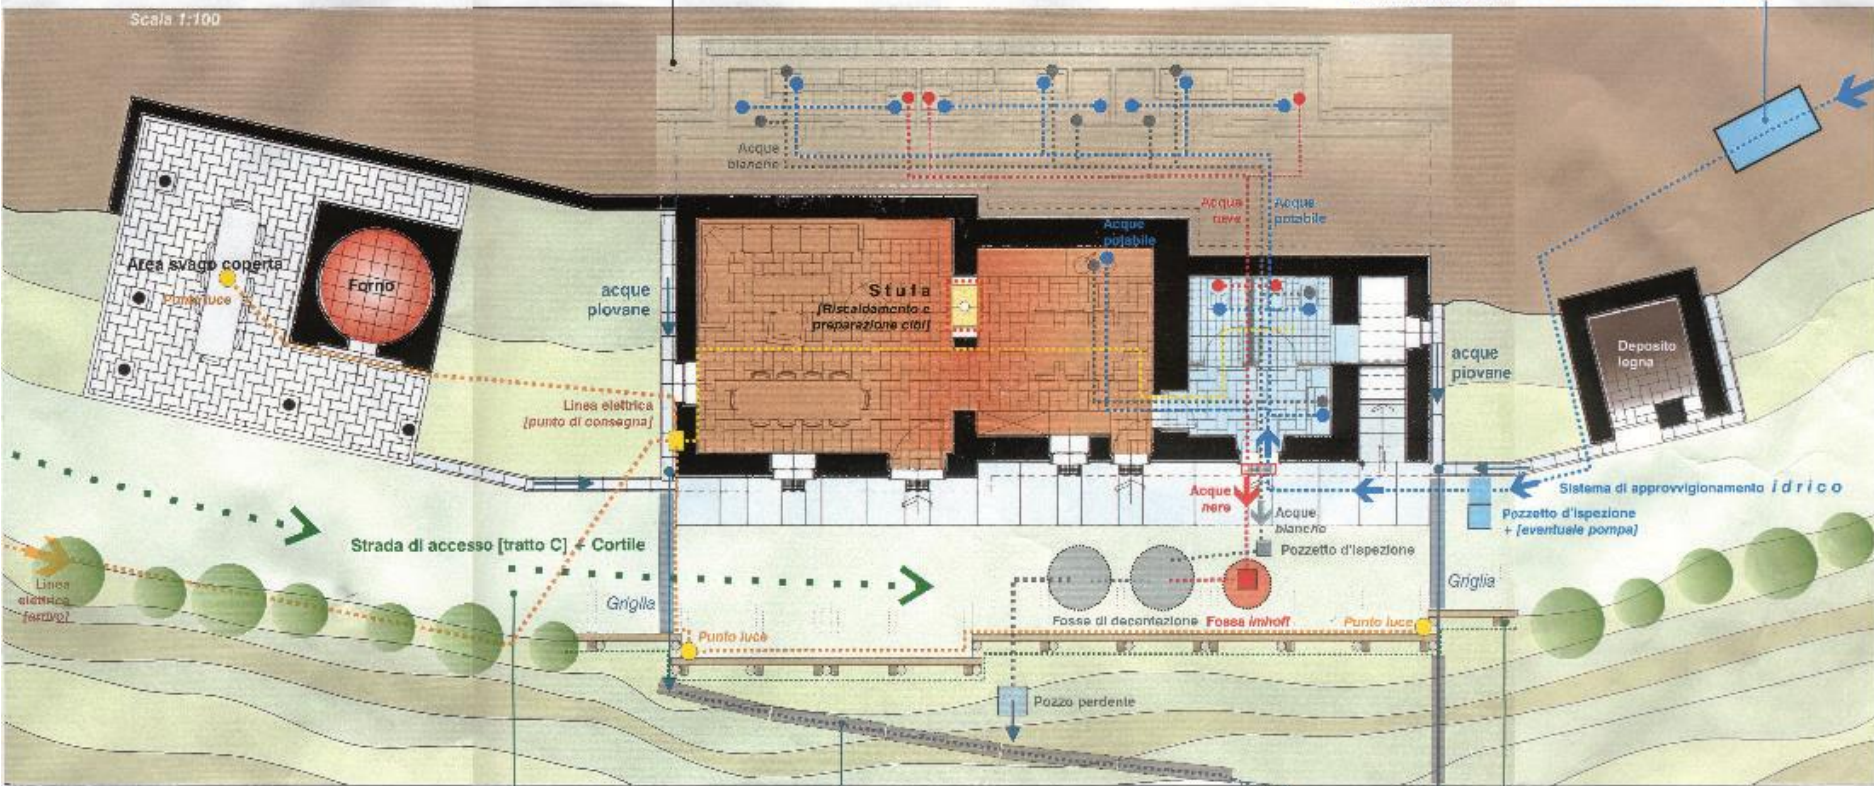 Scala 1:100
Acque
bianche
Acque
nere
Acque
potabile
Acque
potabile
Area svago coperta
Punto luce
Forno
acque
piovane
Stufa
[Riscaldamento e
preparazione cibi]
acque
piovane
Deposito
legna
Linea elettrica
[punto di consegna]
Acque
nere
Acque
bianche
Sistema di approvvigionamento idrico
Pozzetto d'ispezione
+ [eventuale pompa]
Strada di accesso [tratto C] + Cortile
Pozzetto d'ispezione
Linea
elettrica
[arrivo]
Griglia
Griglia
Fosse di decantazione
Fossa imhoff
Punto luce
Punto luce
Pozzo perdente